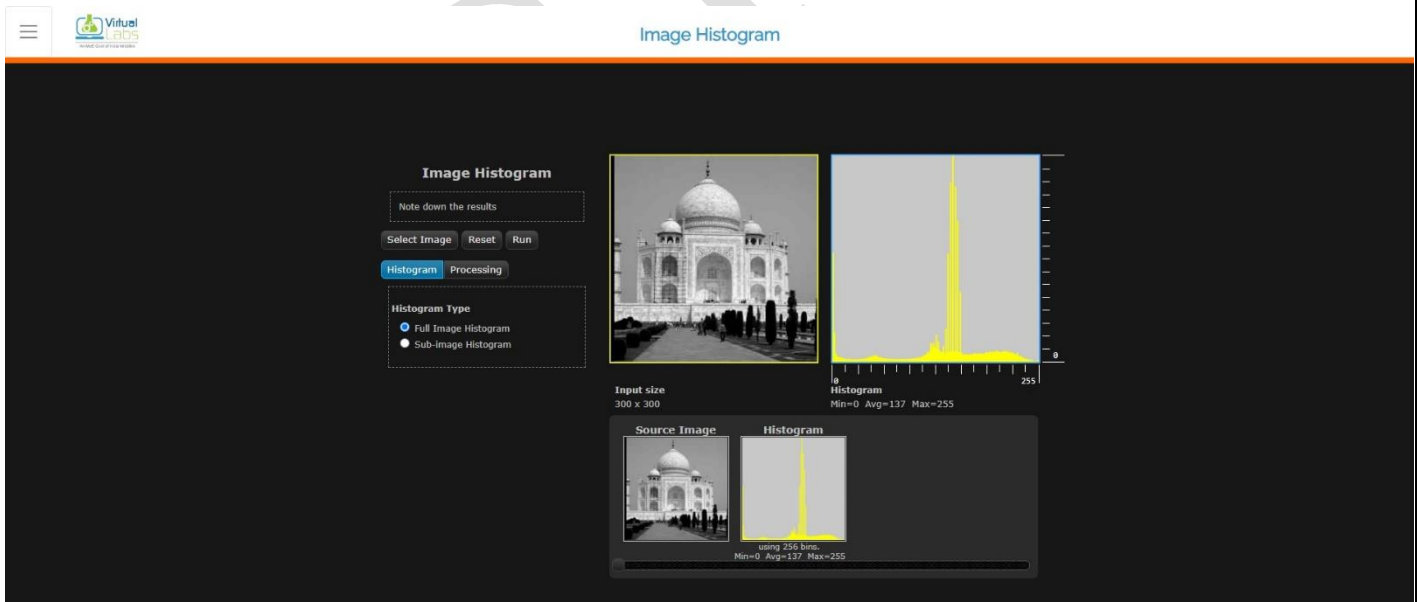 Virtual
Labs
Image Histogram
Image Histogram
Note down the results
Select Image Reset Run
Histogram Processing
Histogram Type
Full Image Histogram
Sub-image Histogram
0
0 255
Input size
300 x 300
Histogram
Min=0 Avg=137 Max=255
Source Image Histogram
using 256 bins.
Min=0 Avg=137 Max=255